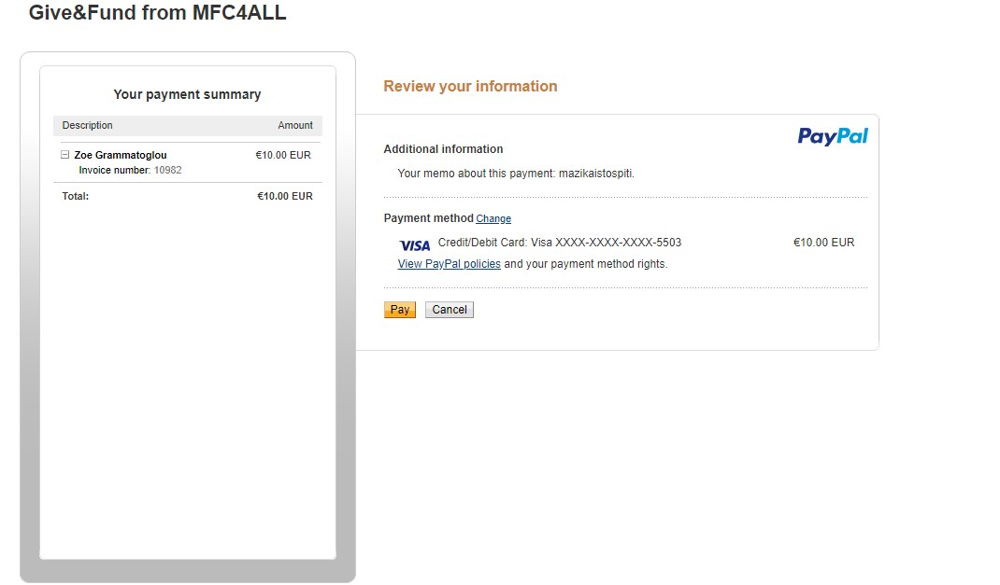 Give&Fund from MFC4ALL
Your payment summary
Description Amount
Zoe Grammatoglou €10.00 EUR
Invoice number: 10982
Total: €10.00 EUR
Review your information
PayPal
Additional information
Your memo about this payment: mazikaistospiti.
Payment method Change
VISA Credit/Debit Card: Visa XXXX-XXXX-XXXX-5503 €10.00 EUR
View PayPal policies and your payment method rights.
Pay Cancel